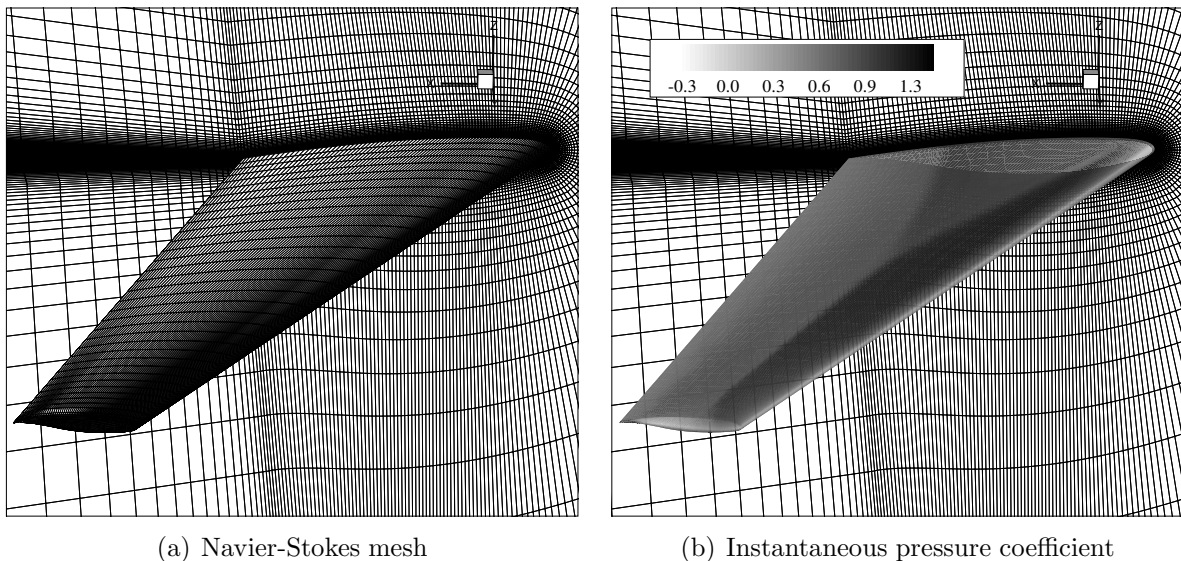 Z
X
Z
X
-0.3 0.0 0.3 0.6 0.9 1.3
(a) Navier-Stokes mesh
(b) Instantaneous pressure coefficient